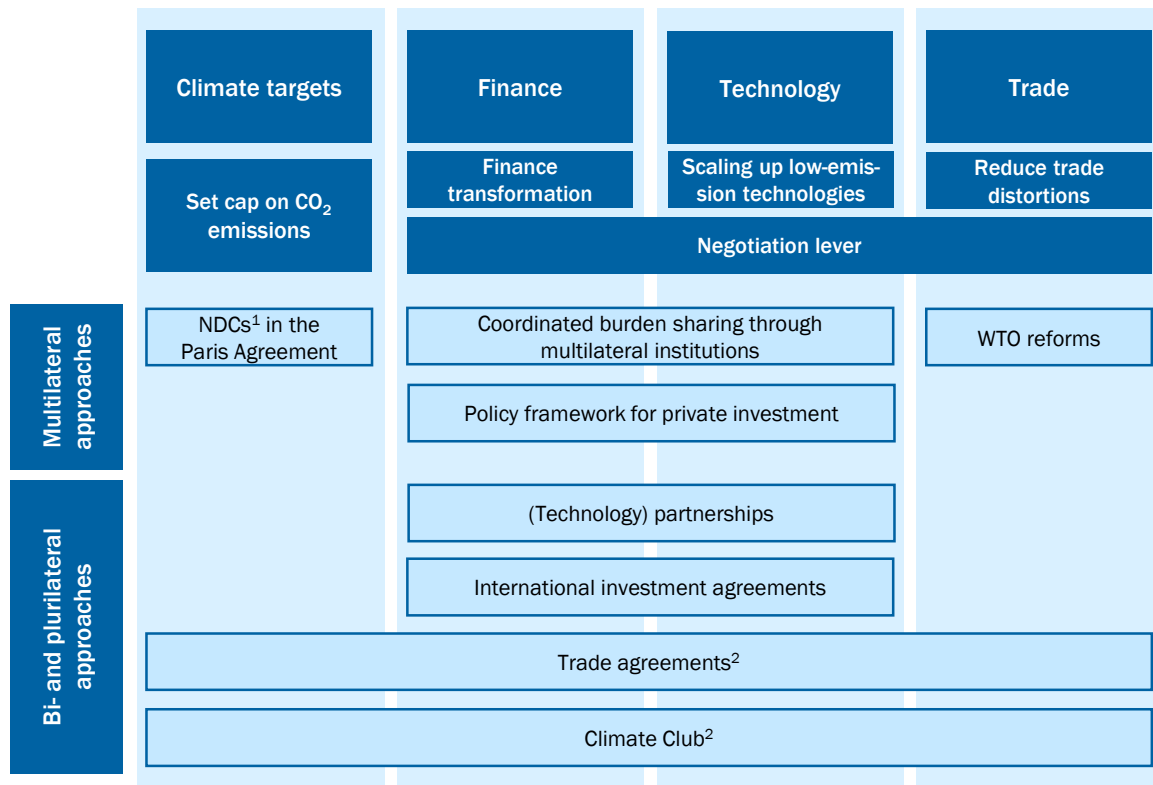 Climate targets
Finance
Technology
Trade
Set cap on CO₂
emissions
Finance
transformation
Scaling up low-emis-
sion technologies
Reduce trade
distortions
Negotiation lever
Multilateral
approaches
NDCs¹ in the
Paris Agreement
Coordinated burden sharing through
multilateral institutions
WTO reforms
Policy framework for private investment
Bi- and plurilateral
approaches
(Technology) partnerships
International investment agreements
Trade agreements²
Climate Club²